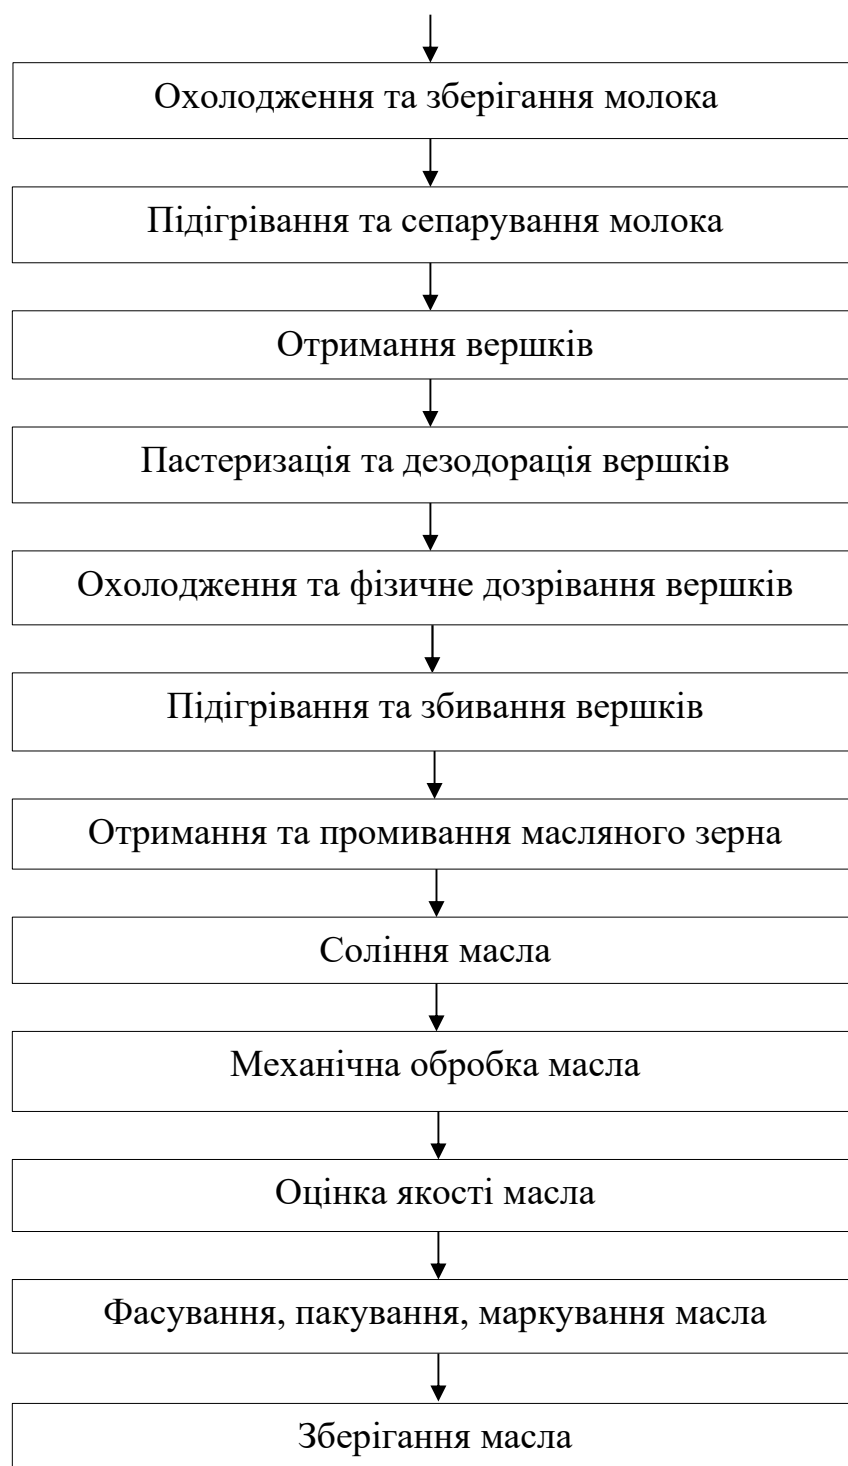 Охолодження та зберігання молока
Підігрівання та сепарування молока
Отримання вершків
Пастеризація та дезодорація вершків
Охолодження та фізичне дозрівання вершків
Підігрівання та збивання вершків
Отримання та промивання масляного зерна
Соління масла
Механічна обробка масла
Оцінка якості масла
Фасування, пакування, маркування масла
Зберігання масла